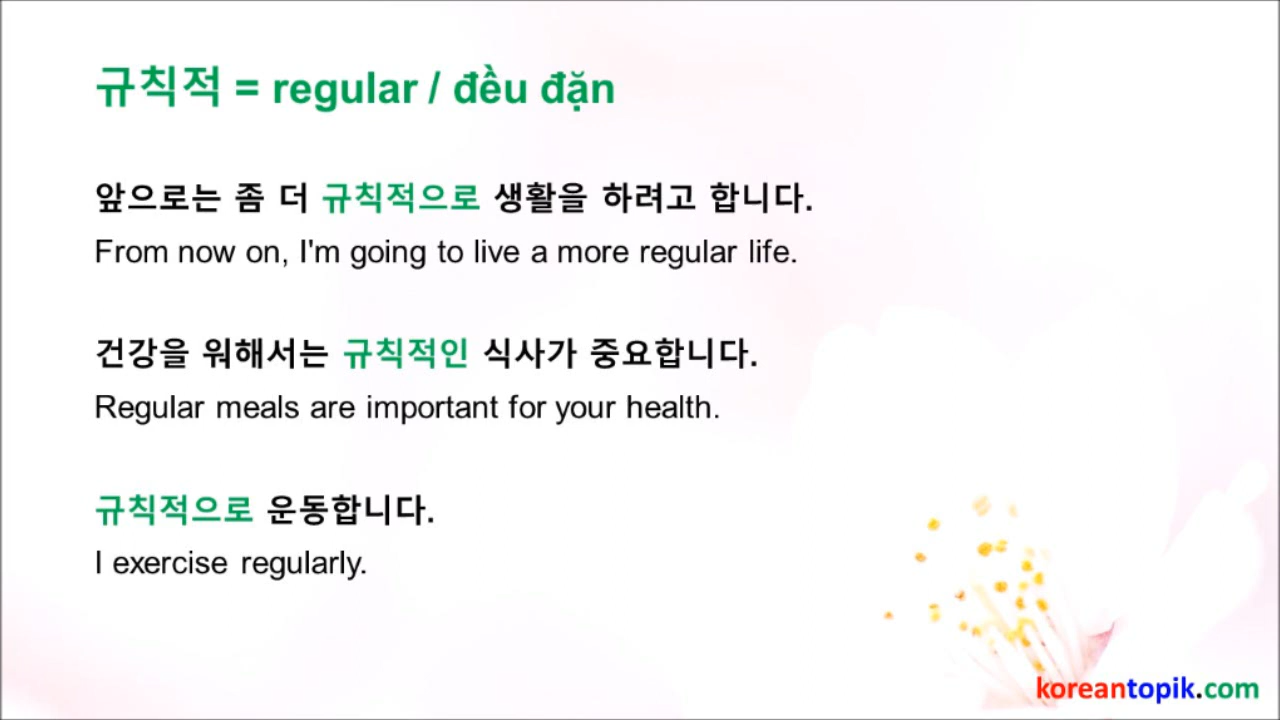 규칙적 = regular / đều đặn
앞으로는 좀 더 규칙적으로 생활을 하려고 합니다.
From now on, I'm going to live a more regular life.
건강을 워해서는 규칙적인 식사가 중요합니다.
Regular meals are important for your health.
규칙적으로 운동합니다.
I exercise regularly.
koreantopik.com